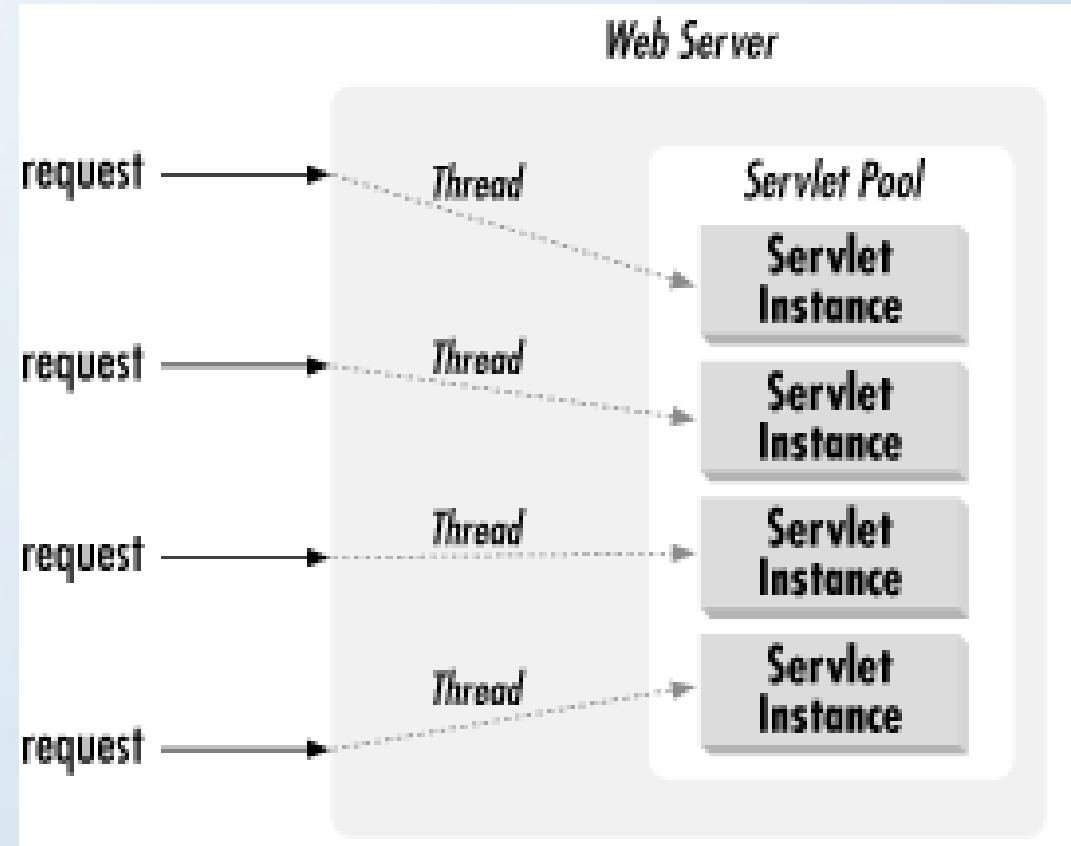 Web Server
request
Thread
Servlet Pool
Servlet
Instance
request
Thread
Servlet
Instance
request
Thread
Servlet
Instance
request
Thread
Servlet
Instance